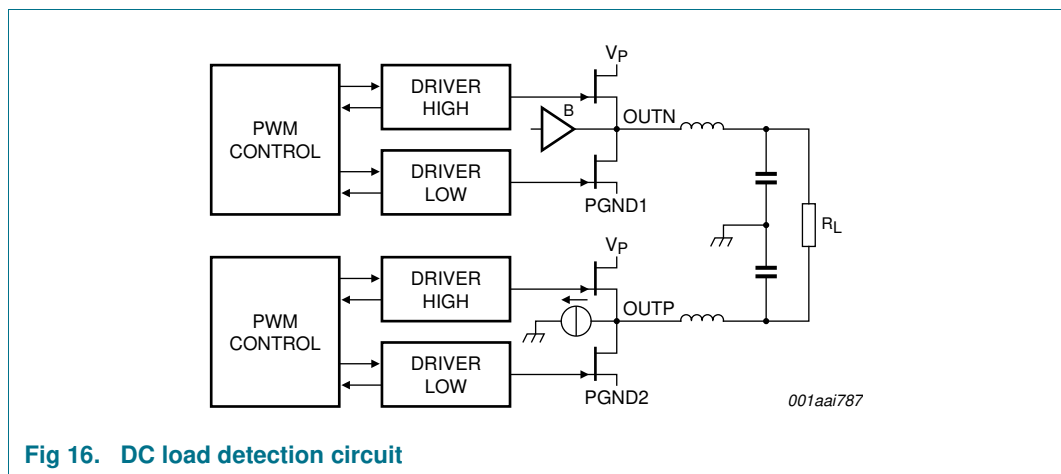 V_P
DRIVER
HIGH
B
OUTN
PWM
CONTROL
DRIVER
LOW
PGND1
R_L
V_P
DRIVER
HIGH
OUTP
PWM
CONTROL
DRIVER
LOW
PGND2
001aai787
Fig 16. DC load detection circuit